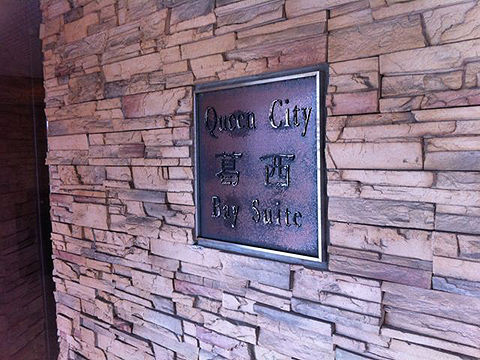 Queen City
葛西
Bay Suite